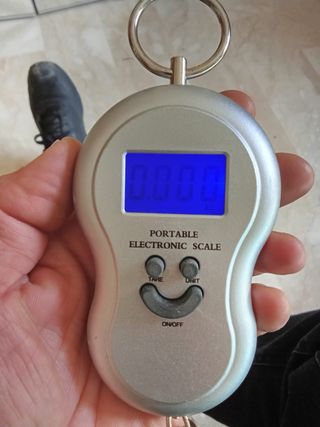 0.000
PORTABLE
ELECTRONIC SCALE
TARE UNIT
ON/OFF